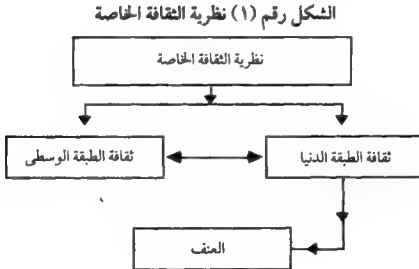 الشكل رقم (١) نظرية الثقافة الخاصة
نظرية الثقافة الخاصة
ثقافة الطبقة الدنيا
ثقافة الطبقة الوسطى
العنف